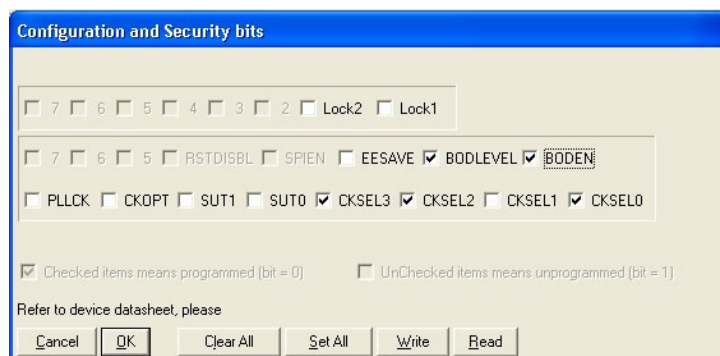 Configuration and Security bits
7 6 5 4 3 2 Lock2 Lock1
7 6 5 RSTDISBL SPIEN EESAVE BODLEVEL BODEN
PLLCK CKOPT SUT1 SUT0 CKSEL3 CKSEL2 CKSEL1 CKSEL0
Checked items means programmed (bit = 0) UnChecked items means unprogrammed (bit = 1)
Refer to device datasheet, please
Cancel OK Clear All Set All Write Read